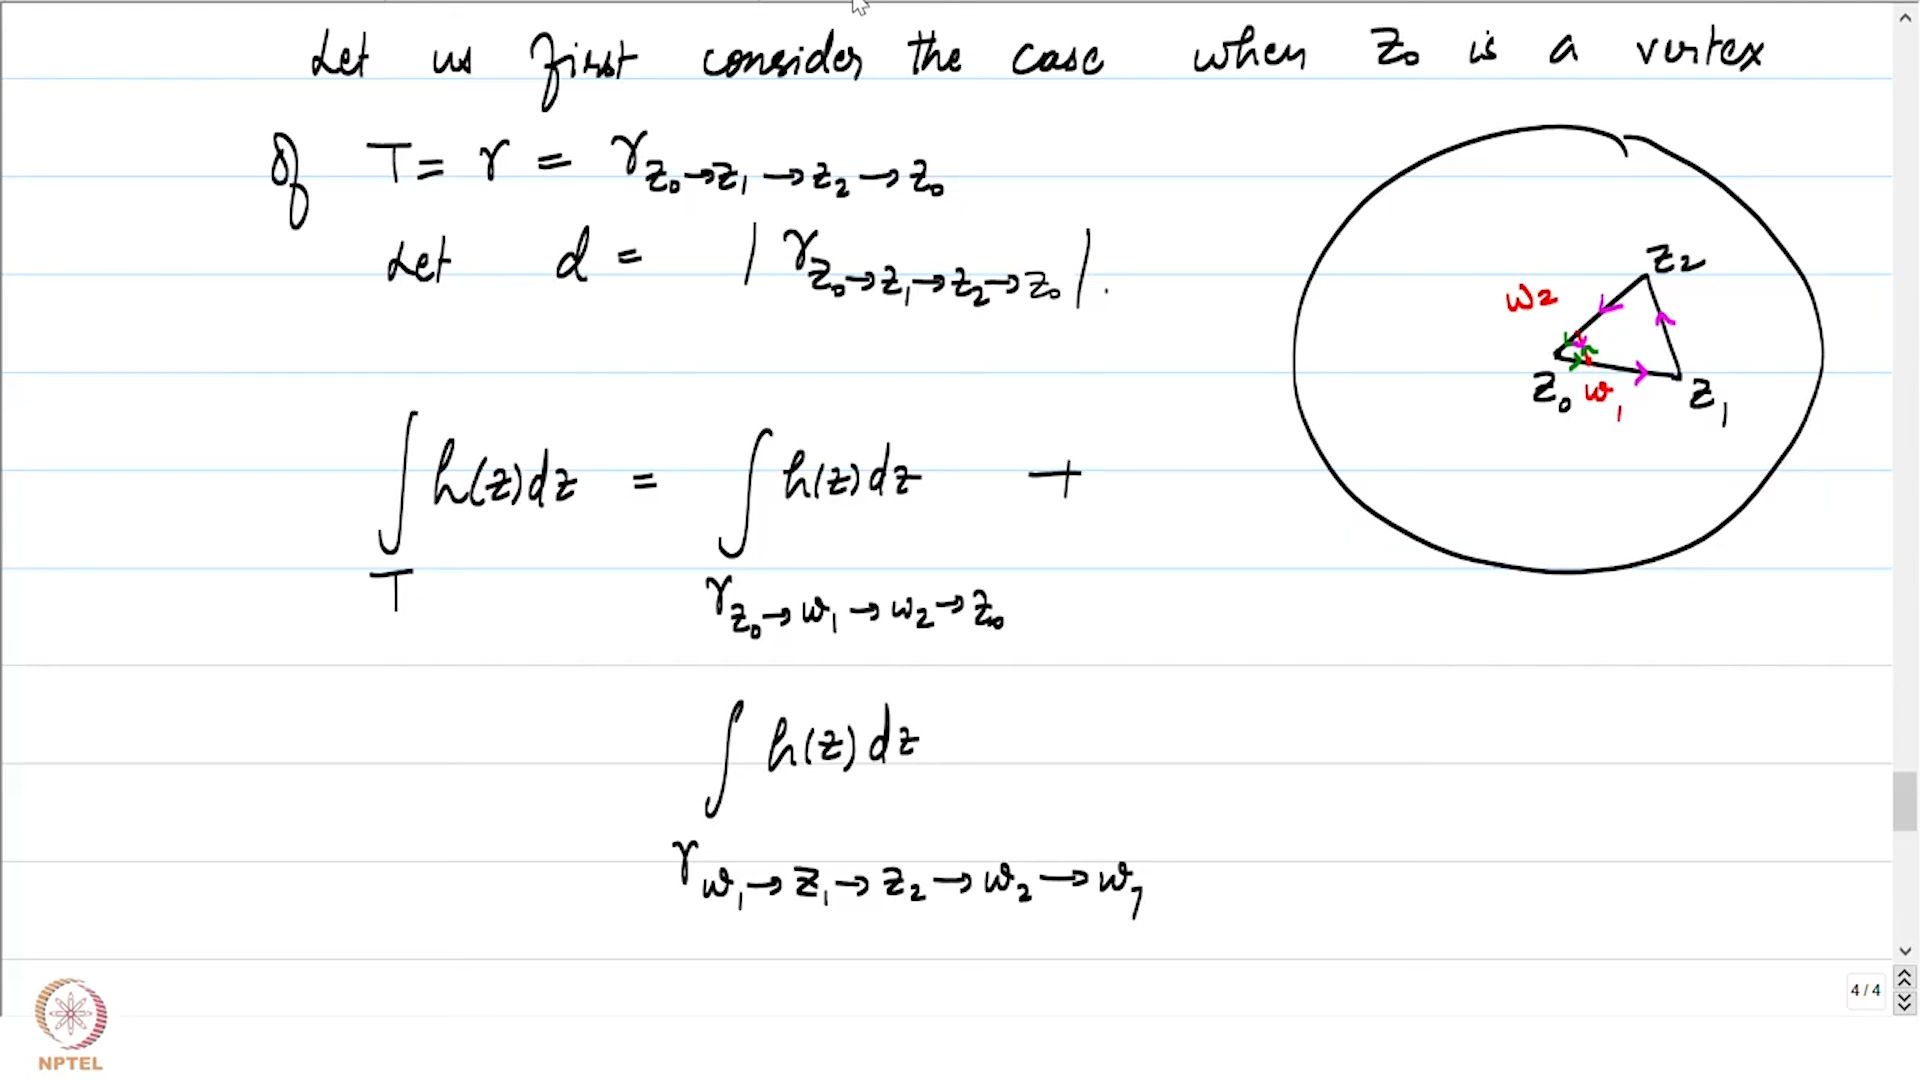 Let us first consider the case when z₀ is a vertex
Of T = γ = γ_{z₀→z₁→z₂→z₀}
Let d = |γ_{z₀→z₁→z₂→z₀}|.
z₂
w₂
z₀ w₁ z₁
∫_T h(z)dz = ∫_{γ_{z₀→w₁→w₂→z₀}} h(z)dz +
∫_{γ_{w₁→z₁→z₂→w₂→w₁}} h(z)dz
4 / 4
NPTEL